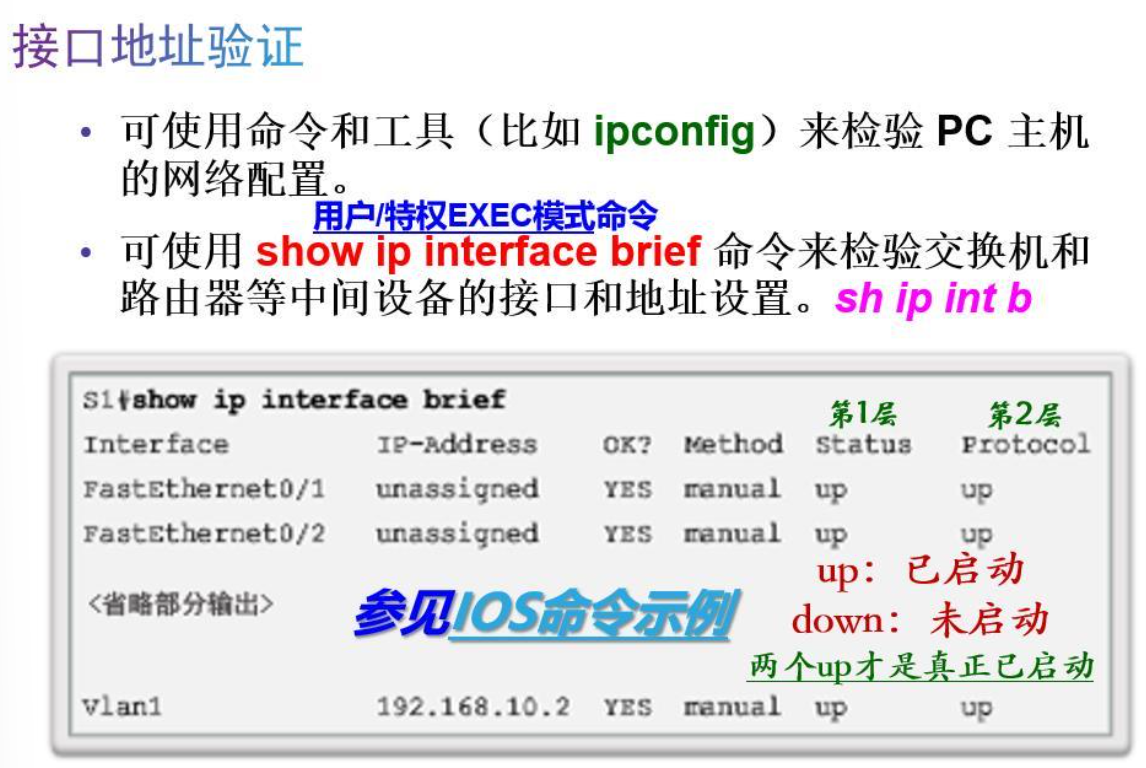 接口地址验证
• 可使用命令和工具（比如 ipconfig）来检验 PC 主机
的网络配置。
用户/特权EXEC模式命令
• 可使用 show ip interface brief 命令来检验交换机和
路由器等中间设备的接口和地址设置。sh ip int b
S1#show ip interface brief
第1层 第2层
Interface IP-Address OK? Method Status Protocol
FastEthernet0/1 unassigned YES manual up up
FastEthernet0/2 unassigned YES manual up up
up：已启动
<省略部分输出> 参见IOS命令示例 down：未启动
两个up才是真正已启动
Vlan1 192.168.10.2 YES manual up up